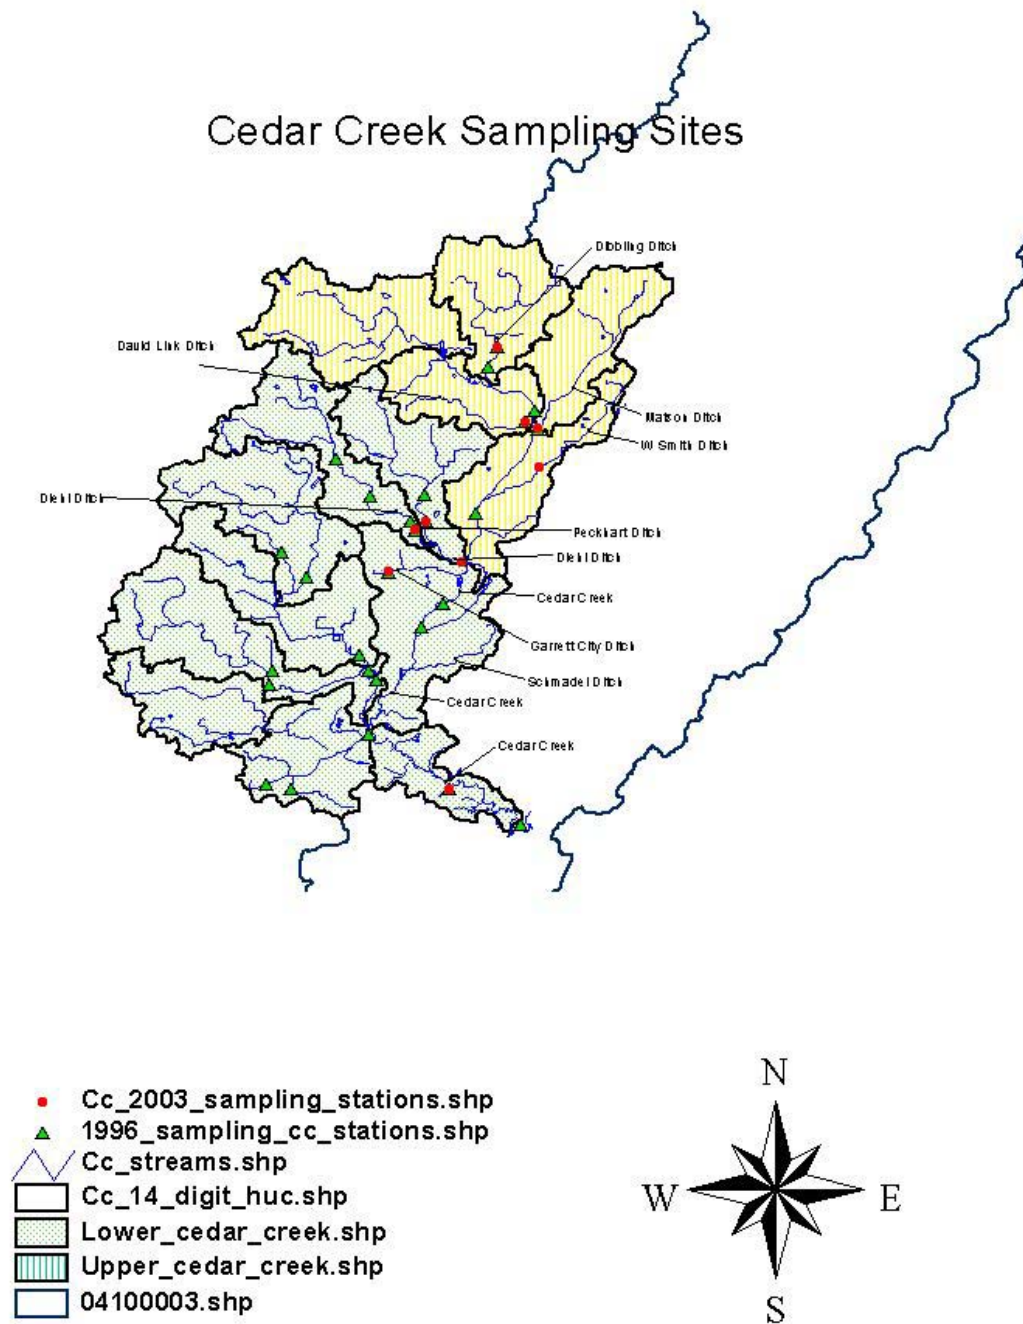 Cedar Creek Sampling Sites
Dibbling Ditch
David Link Ditch
Matson Ditch
W Smith Ditch
Diehl Ditch
Peckhart Ditch
Diehl Ditch
Cedar Creek
Garrett City Ditch
Schmadel Ditch
Cedar Creek
Cedar Creek
Cc_2003_sampling_stations.shp
1996_sampling_cc_stations.shp
Cc_streams.shp
Cc_14_digit_huc.shp
Lower_cedar_creek.shp
Upper_cedar_creek.shp
04100003.shp
N
W
E
S